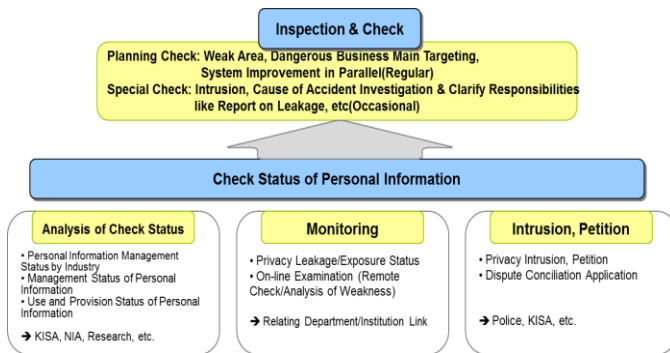 Inspection & Check
Planning Check: Weak Area, Dangerous Business Main Targeting,
System Improvement in Parallel(Regular)
Special Check: Intrusion, Cause of Accident Investigation & Clarify Responsibilities
like Report on Leakage, etc(Occasional)
Check Status of Personal Information
Analysis of Check Status
• Personal Information Management
Status by Industry
• Management Status of Personal
Information
• Use and Provision Status of Personal
Information
➔ KISA, NIA, Research, etc.
Monitoring
• Privacy Leakage/Exposure Status
• On-line Examination (Remote
Check/Analysis of Weakness)
➔ Relating Department/Institution Link
Intrusion, Petition
• Privacy Intrusion, Petition
• Dispute Conciliation Application
➔ Police, KISA, etc.